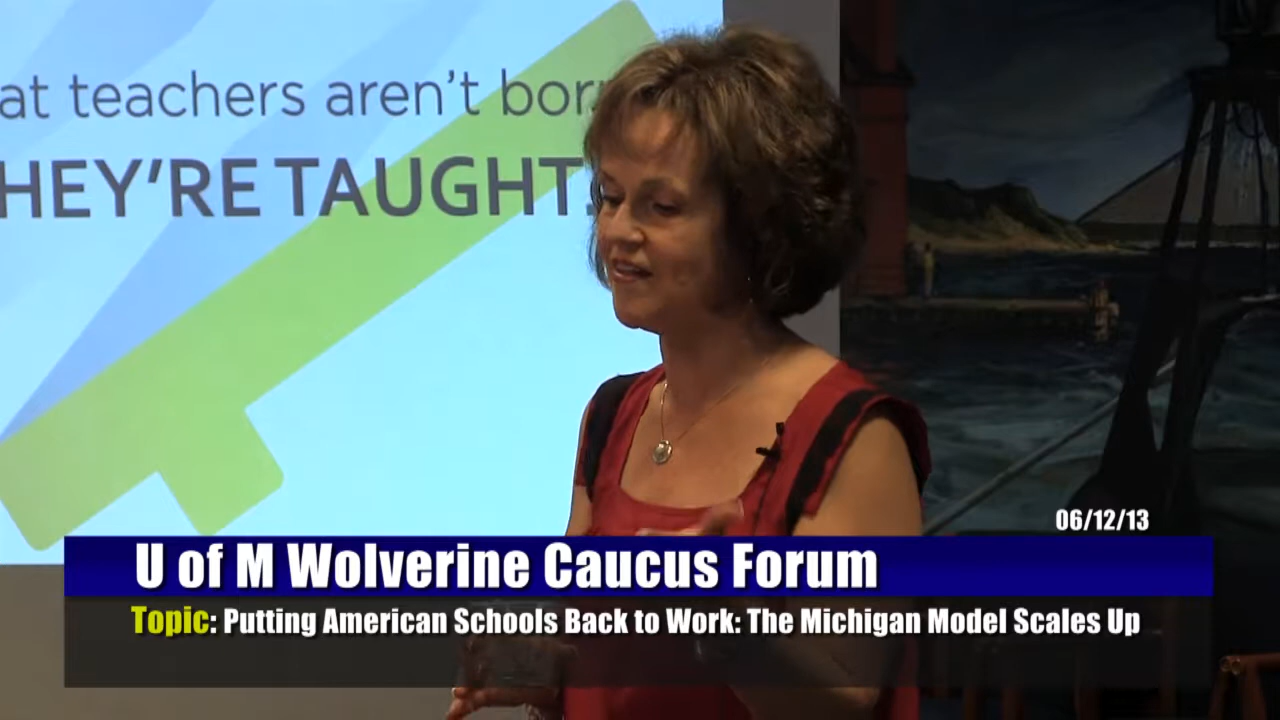 at teachers aren't bor
HEY'RE TAUGHT.
06/12/13
U of M Wolverine Caucus Forum
Topic: Putting American Schools Back to Work: The Michigan Model Scales Up